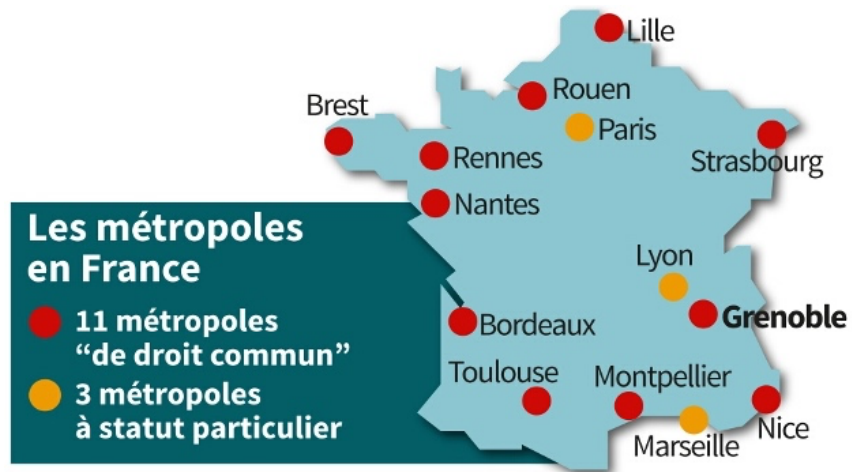 Lille
Rouen
Brest
Paris
Rennes
Strasbourg
Nantes
Les métropoles
en France
Lyon
11 métropoles
“de droit commun”
Grenoble
Bordeaux
Toulouse
Montpellier
3 métropoles
à statut particulier
Nice
Marseille